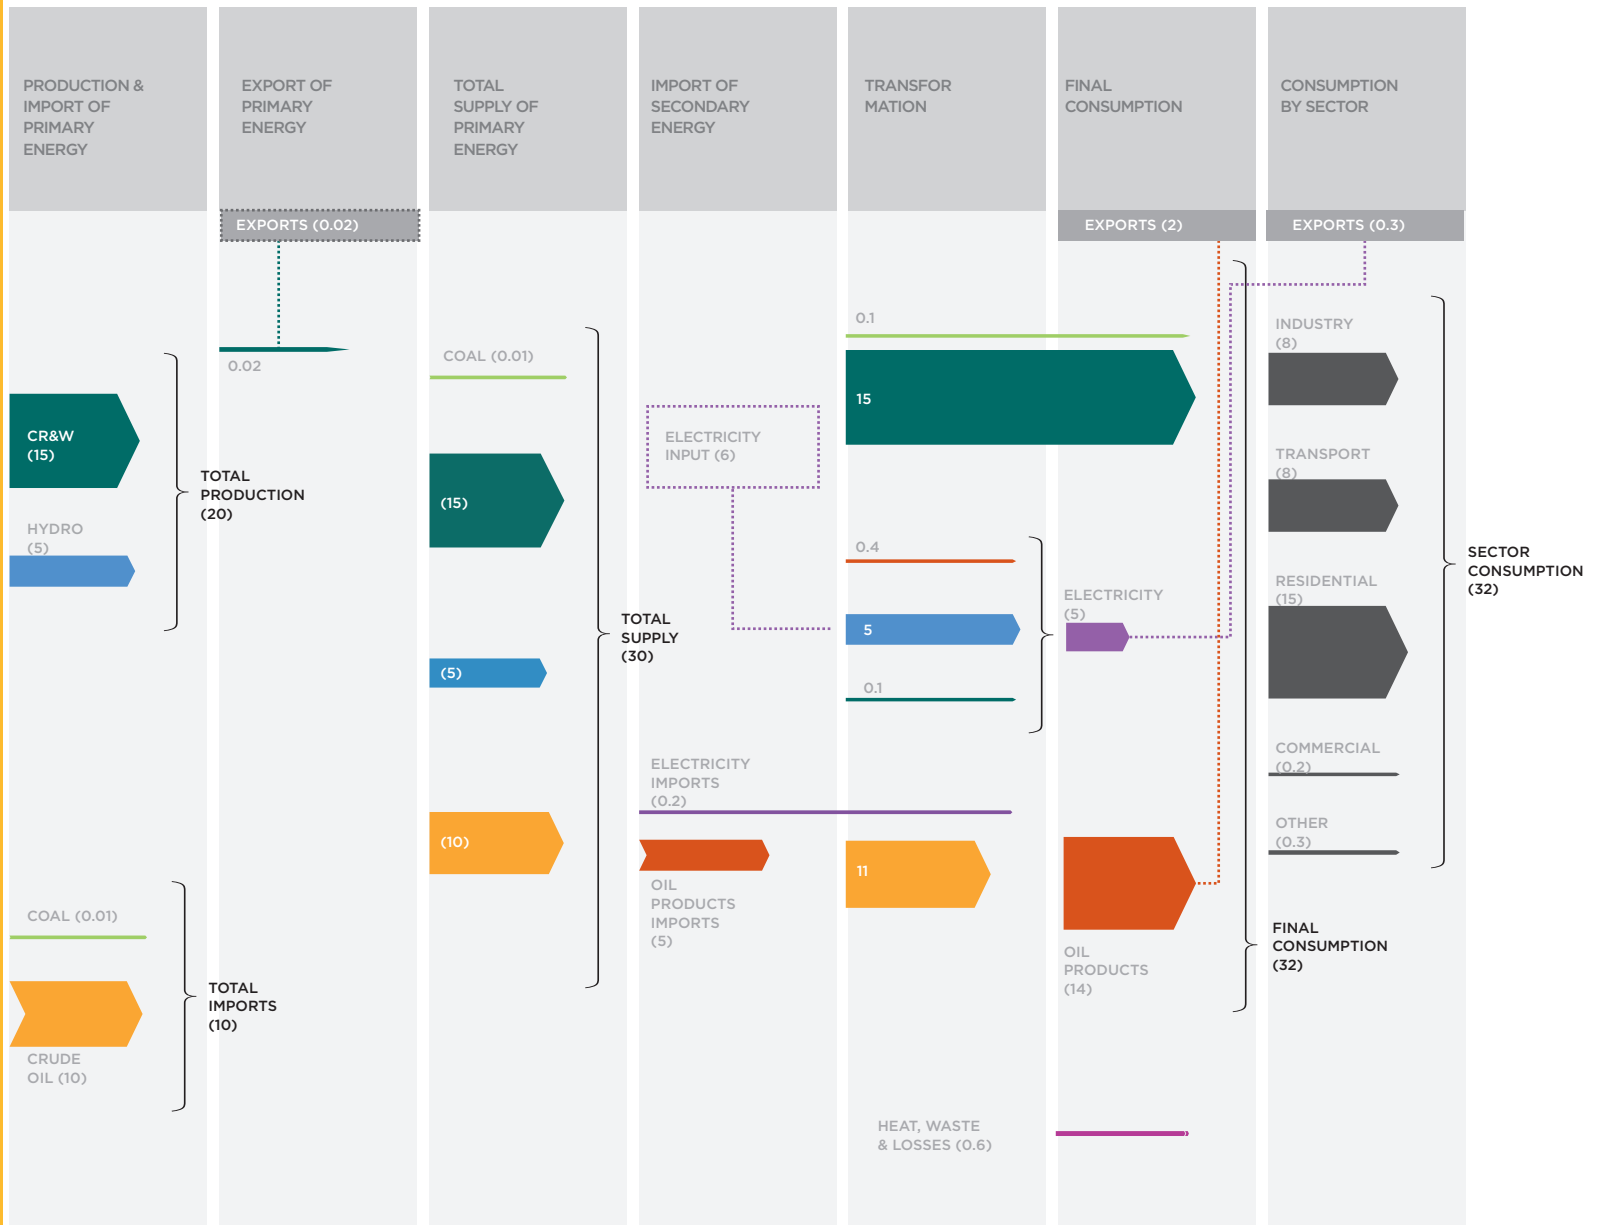 PRODUCTION &
IMPORT OF
PRIMARY
ENERGY
EXPORT OF
PRIMARY
ENERGY
TOTAL
SUPPLY OF
PRIMARY
ENERGY
IMPORT OF
SECONDARY
ENERGY
TRANSFOR
MATION
FINAL
CONSUMPTION
CONSUMPTION
BY SECTOR
EXPORTS (0.02)
EXPORTS (2)
EXPORTS (0.3)
CR&W
(15)
HYDRO
(5)
TOTAL
PRODUCTION
(20)
COAL (0.01)
CRUDE
OIL (10)
TOTAL
IMPORTS
(10)
0.02
COAL (0.01)
(15)
(5)
(10)
TOTAL
SUPPLY
(30)
ELECTRICITY
INPUT (6)
ELECTRICITY
IMPORTS
(0.2)
OIL
PRODUCTS
IMPORTS
(5)
0.1
15
0.4
5
0.1
11
HEAT, WASTE
& LOSSES (0.6)
ELECTRICITY
(5)
OIL
PRODUCTS
(14)
FINAL
CONSUMPTION
(32)
INDUSTRY
(8)
TRANSPORT
(8)
RESIDENTIAL
(15)
COMMERCIAL
(0.2)
OTHER
(0.3)
SECTOR
CONSUMPTION
(32)